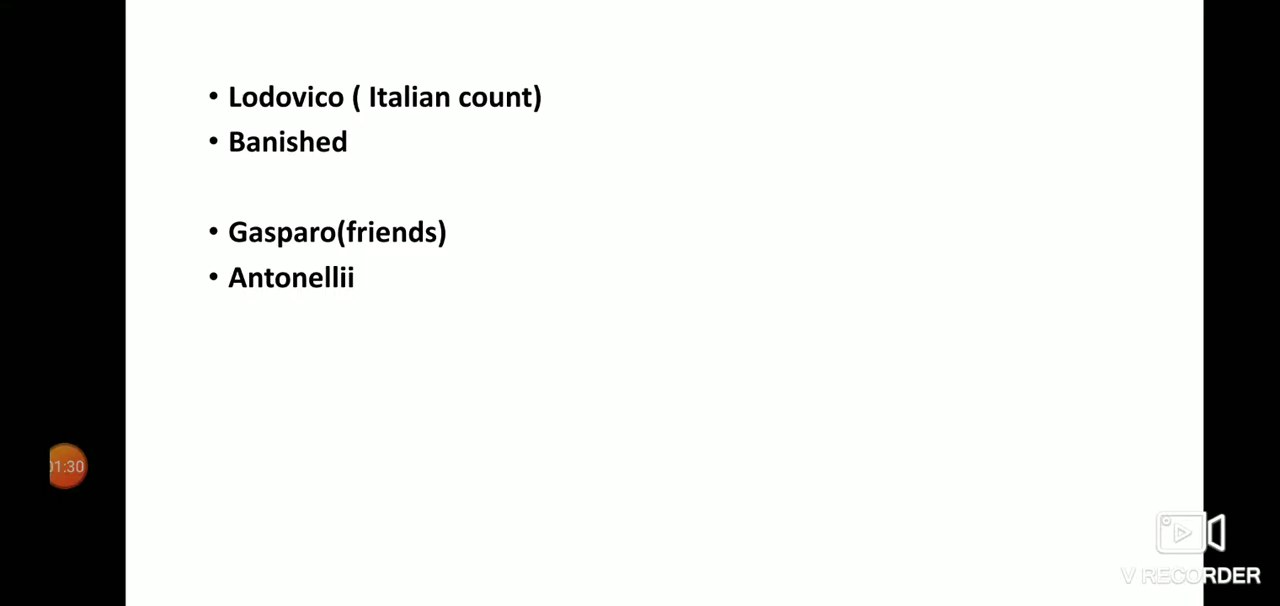 • Lodovico ( Italian count)
• Banished
• Gasparo(friends)
• Antonellii
01:30
V RECORDER